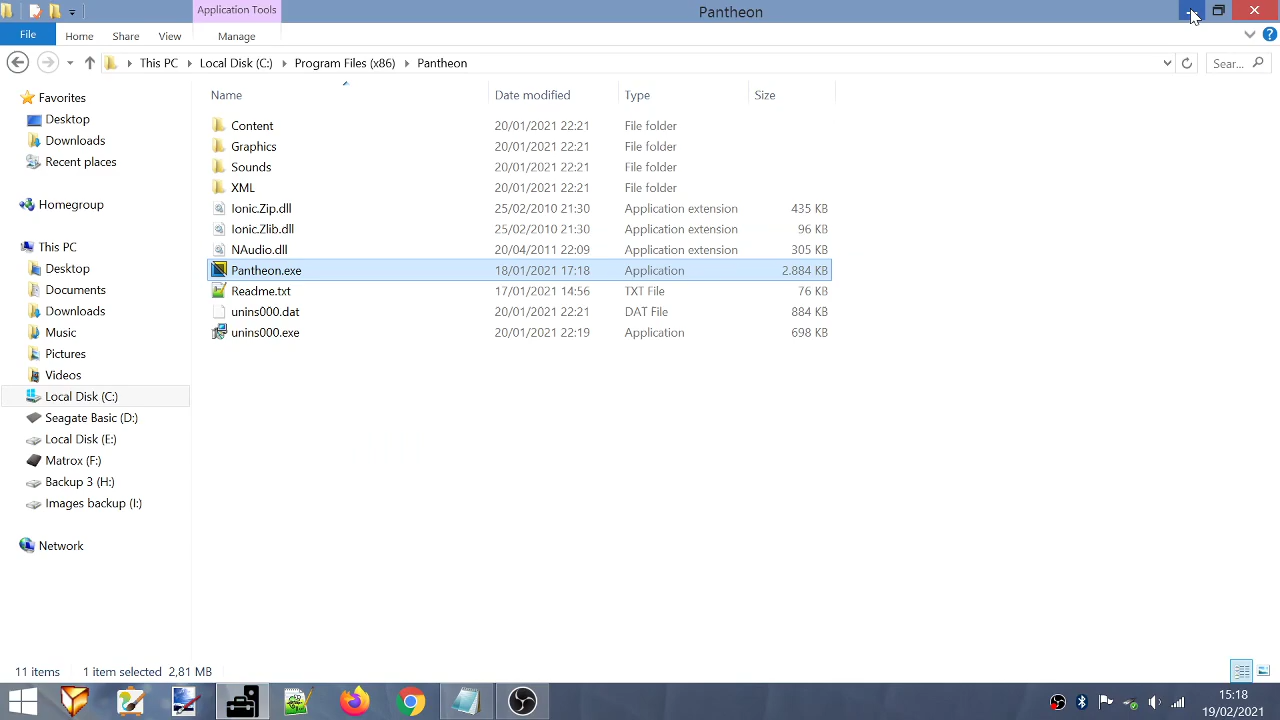 Application Tools
Pantheon
File
Home
Share
View
Manage
This PC
Local Disk (C:)
Program Files (x86)
Pantheon
Sear...
Name
Date modified
Type
Size
Favorites
Desktop
Downloads
Recent places
Homegroup
This PC
Desktop
Documents
Downloads
Music
Pictures
Videos
Local Disk (C:)
Seagate Basic (D:)
Local Disk (E:)
Matrox (F:)
Backup 3 (H:)
Images backup (I:)
Network
Content 20/01/2021 22:21 File folder
Graphics 20/01/2021 22:21 File folder
Sounds 20/01/2021 22:21 File folder
XML 20/01/2021 22:21 File folder
Ionic.Zip.dll 25/02/2010 21:30 Application extension 435 KB
Ionic.Zlib.dll 25/02/2010 21:30 Application extension 96 KB
NAudio.dll 20/04/2011 22:09 Application extension 305 KB
Pantheon.exe 18/01/2021 17:18 Application 2.884 KB
Readme.txt 17/01/2021 14:56 TXT File 76 KB
unins000.dat 20/01/2021 22:21 DAT File 884 KB
unins000.exe 20/01/2021 22:19 Application 698 KB
11 items
1 item selected 2,81 MB
15:18
19/02/2021